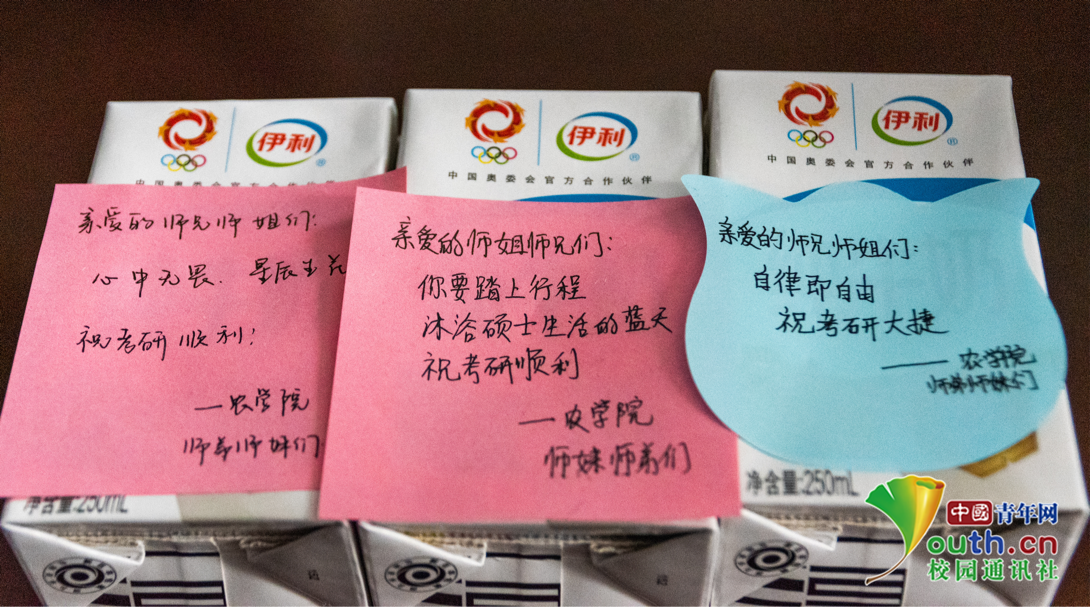 伊利
®
中国奥委会官方合作伙伴
亲爱的师兄师姐们:
心中无畏.星辰生花
祝考研顺利!
—农学院
师弟师妹们
净含量:250mL
伊利
®
中国奥委会官方合作伙伴
亲爱的师姐师兄们:
你要踏上行程
沐浴硕士生活的蓝天
祝考研顺利
—农学院
师妹师弟们
伊利
®
中国奥委会官方合作伙伴
亲爱的师兄师姐们:
自律即自由
祝考研大捷
——农学院
师弟师妹们
净含量:250mL
中國青年网
Youth.cn
校园通讯社